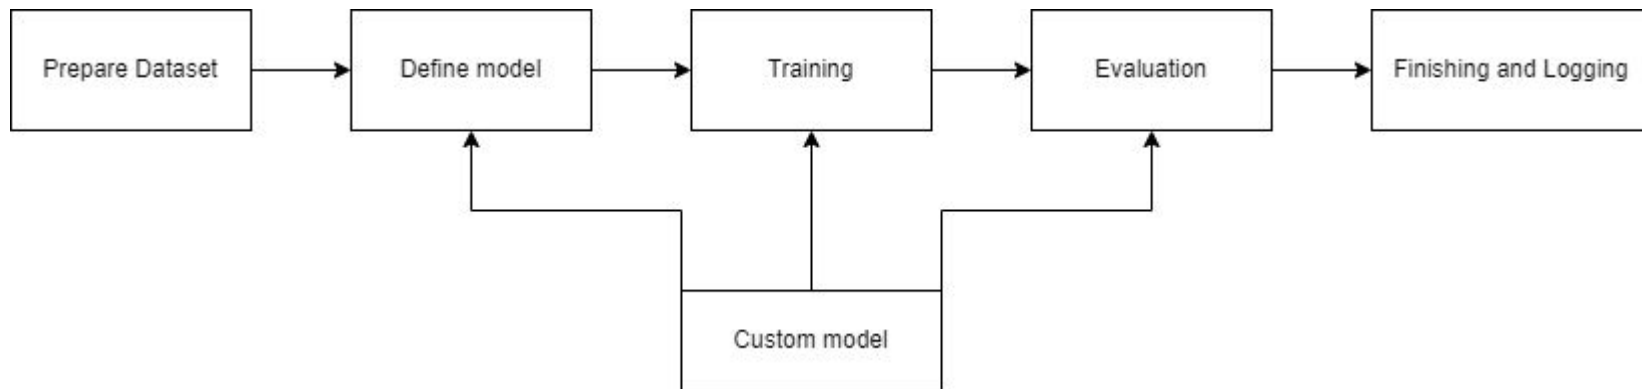 Prepare Dataset
Define model
Training
Evaluation
Finishing and Logging
Custom model